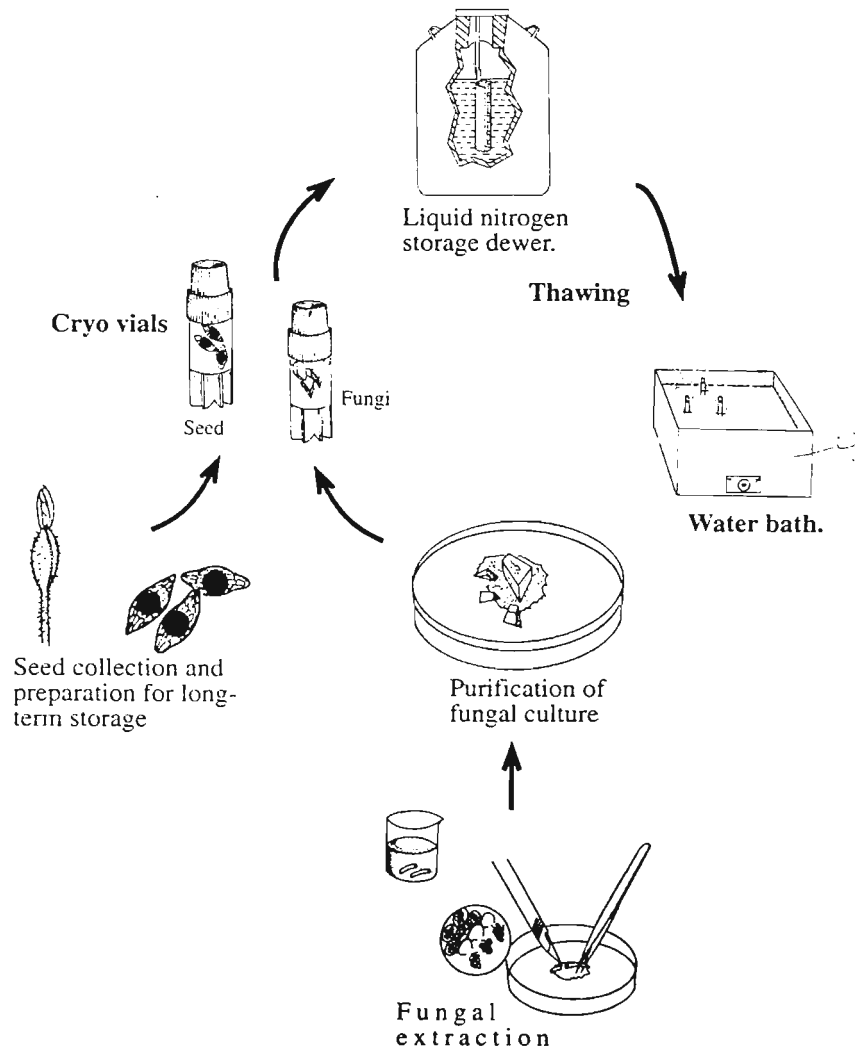 Liquid nitrogen
storage dewer.
Thawing
Cryo vials
Seed
Fungi
Water bath.
Seed collection and
preparation for long-
term storage
Purification of
fungal culture
Fungal
extraction